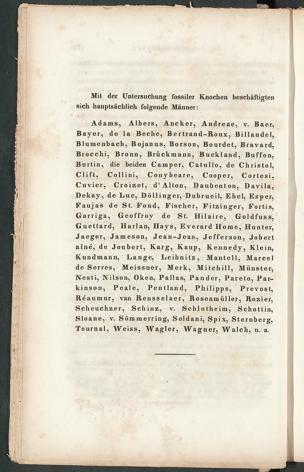 Mit der Untersuchung fossiler Knochen beschäftigten
sich hauptsächlich folgende Männer:
Adams, Albers, Ancker, Andreae, v. Baer,
Bayer, de la Beche, Bertrand-Roux, Billaudel,
Blumenbach, Bojanus, Borson, Bourdet, Bravard,
Brocchi, Bronn, Brückmann, Buckland, Buffon,
Burtin, die beiden Camper, Catullo, de Christol,
Clift, Collini, Conybeare, Cooper, Cortesi,
Cuvier, Croizet, d'Alton, Daubenton, Davila,
Dekay, de Luc, Döllinger, Dubrueil, Ebel, Esper,
Faujas de St. Fond, Fischer, Fitzinger, Fortis,
Garriga, Geoffroy de St. Hilaire, Goldfuss,
Guettard, Harlan, Hays, Everard Home, Hunter,
Jaeger, Jameson, Jean-Jean, Jefferson, Jobert
aîné, de Joubert, Karg, Kaup, Kennedy, Klein,
Kundmann, Lange, Leibnitz, Mantell, Marcel
de Serres, Meissner, Merk, Mitchill, Münster,
Nesti, Nilson, Oken, Pallas, Pander, Pareto, Par-
kinson, Peale, Pentland, Philipps, Prevost,
Réaumur, van Rensselaer, Rosenmüller, Rozier,
Scheuchzer, Schinz, v. Schlotheim, Schottin,
Sloane, v. Sömmerring, Soldani, Spix, Sternberg,
Tournal, Weiss, Wagler, Wagner, Walch, u. a.